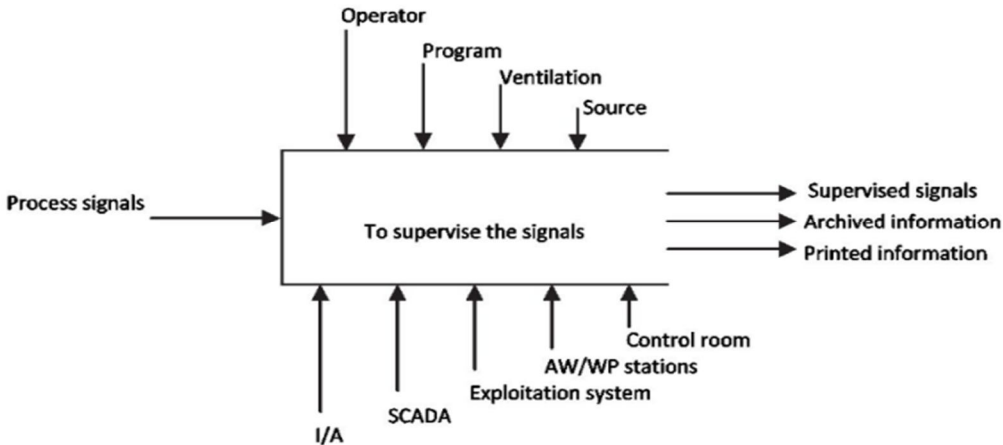 Operator
Program
Ventilation
Source
Process signals
To supervise the signals
Supervised signals
Archived information
Printed information
Control room
AW/WP stations
Exploitation system
SCADA
I/A